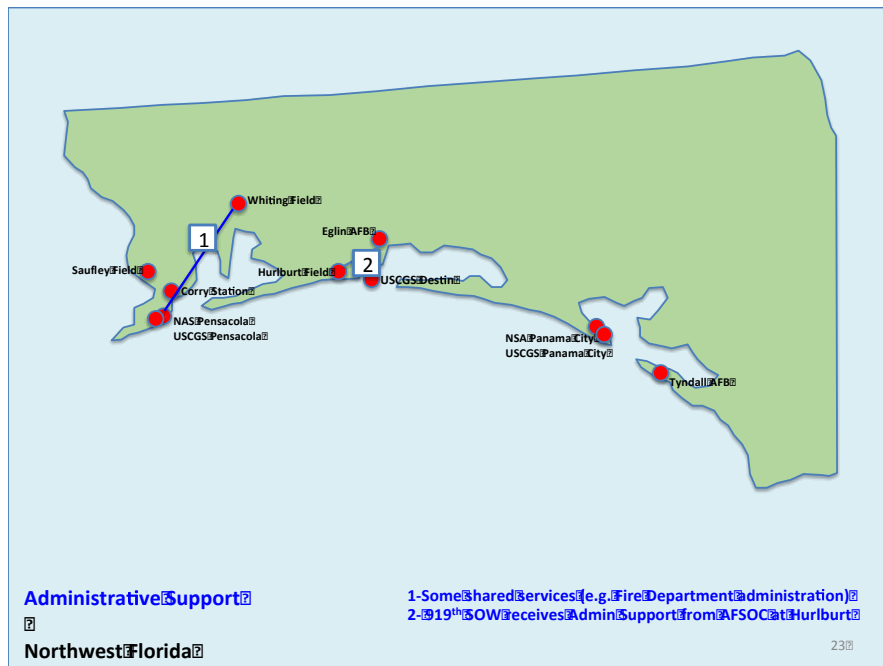 Whiting Field
1
Eglin AFB
2
Saufley Field
Hurlburt Field
USCGS Destin
Corry Station
NAS Pensacola
USCGS Pensacola
NSA Panama City
USCGS Panama City
Tyndall AFB
Administrative Support
Northwest Florida
1-Some shared services (e.g. Fire Department administration)
2- 919th SOW receives Admin Support from AFSOC at Hurlburt
23